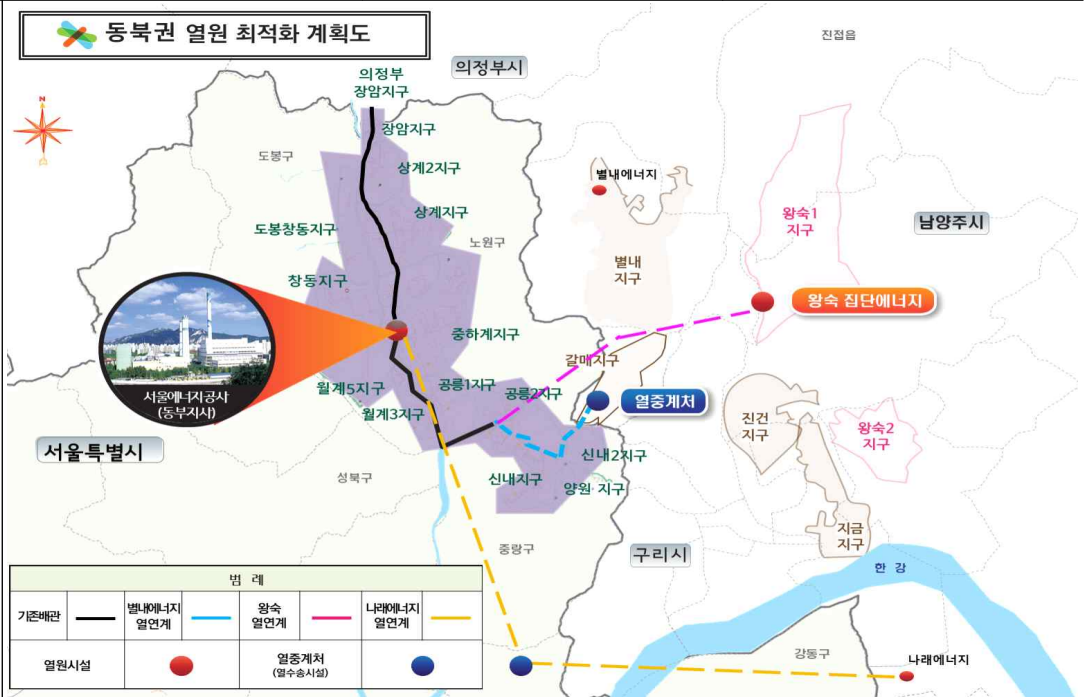 동북권 열원 최적화 계획도
의정부시
진접읍
의정부
장암지구
N
장암지구
도봉구
상계2지구
별내에너지
상계지구
왕숙1
지구
남양주시
도봉창동지구
노원구
별내
지구
창동지구
왕숙 집단에너지
중하계지구
갈매지구
월계5지구
공릉1지구
공릉2지구
열중계처
서울에너지공사
(동부지사)
월계3지구
진건
지구
왕숙2
지구
서울특별시
신내2지구
성북구
신내지구
양원 지구
지금
지구
중랑구
구리시
한 강
범 례
기존배관
별내에너지
열연계
왕숙
열연계
나래에너지
열연계
열원시설
열중계처
(열수송시설)
강동구
나래에너지